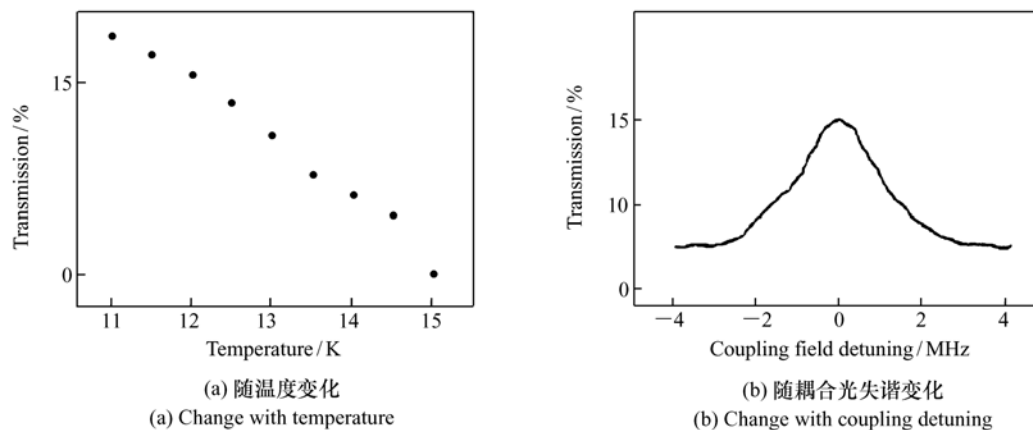 Transmission / %
15
0
11
12
13
14
15
Temperature / K
(a) 随温度变化
(a) Change with temperature
Transmission / %
15
10
0
−4
−2
0
2
4
Coupling field detuning / MHz
(b) 随耦合光失谐变化
(b) Change with coupling detuning